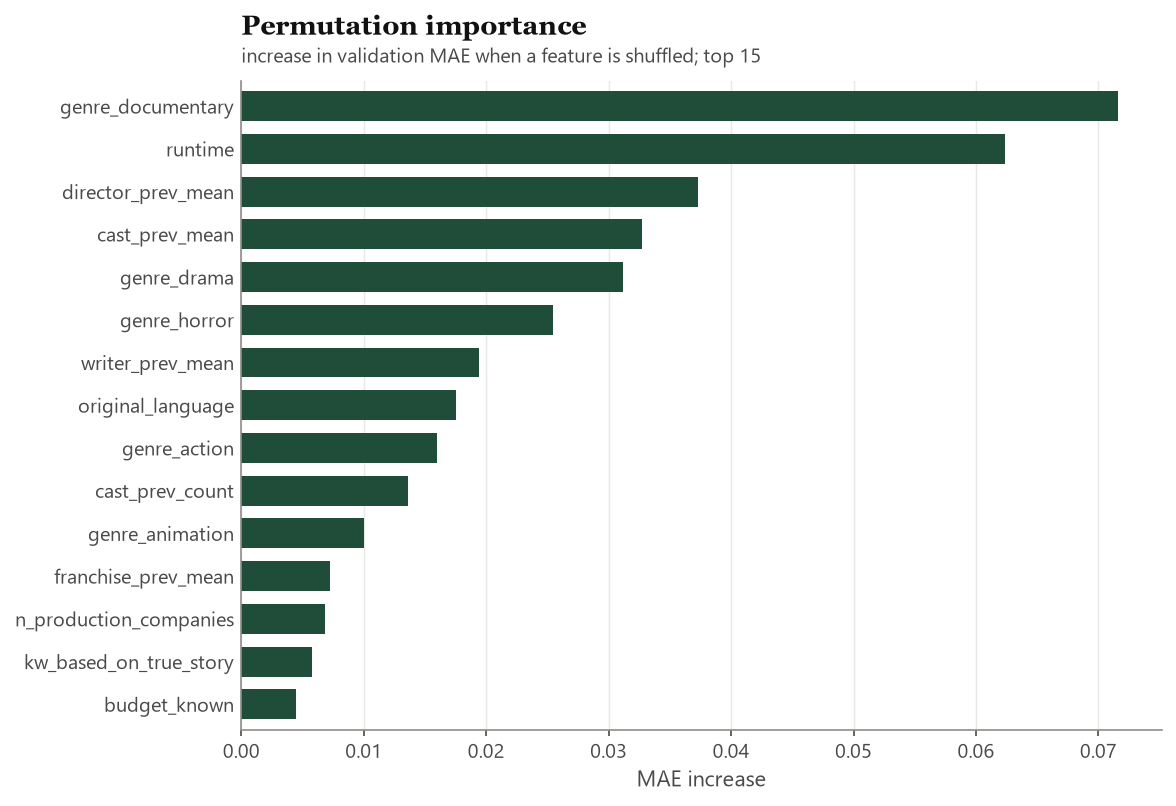 Permutation importance
increase in validation MAE when a feature is shuffled; top 15
genre_documentary
runtime
director_prev_mean
cast_prev_mean
genre_drama
genre_horror
writer_prev_mean
original_language
genre_action
cast_prev_count
genre_animation
franchise_prev_mean
n_production_companies
kw_based_on_true_story
budget_known
0.00 0.01 0.02 0.03 0.04 0.05 0.06 0.07
MAE increase